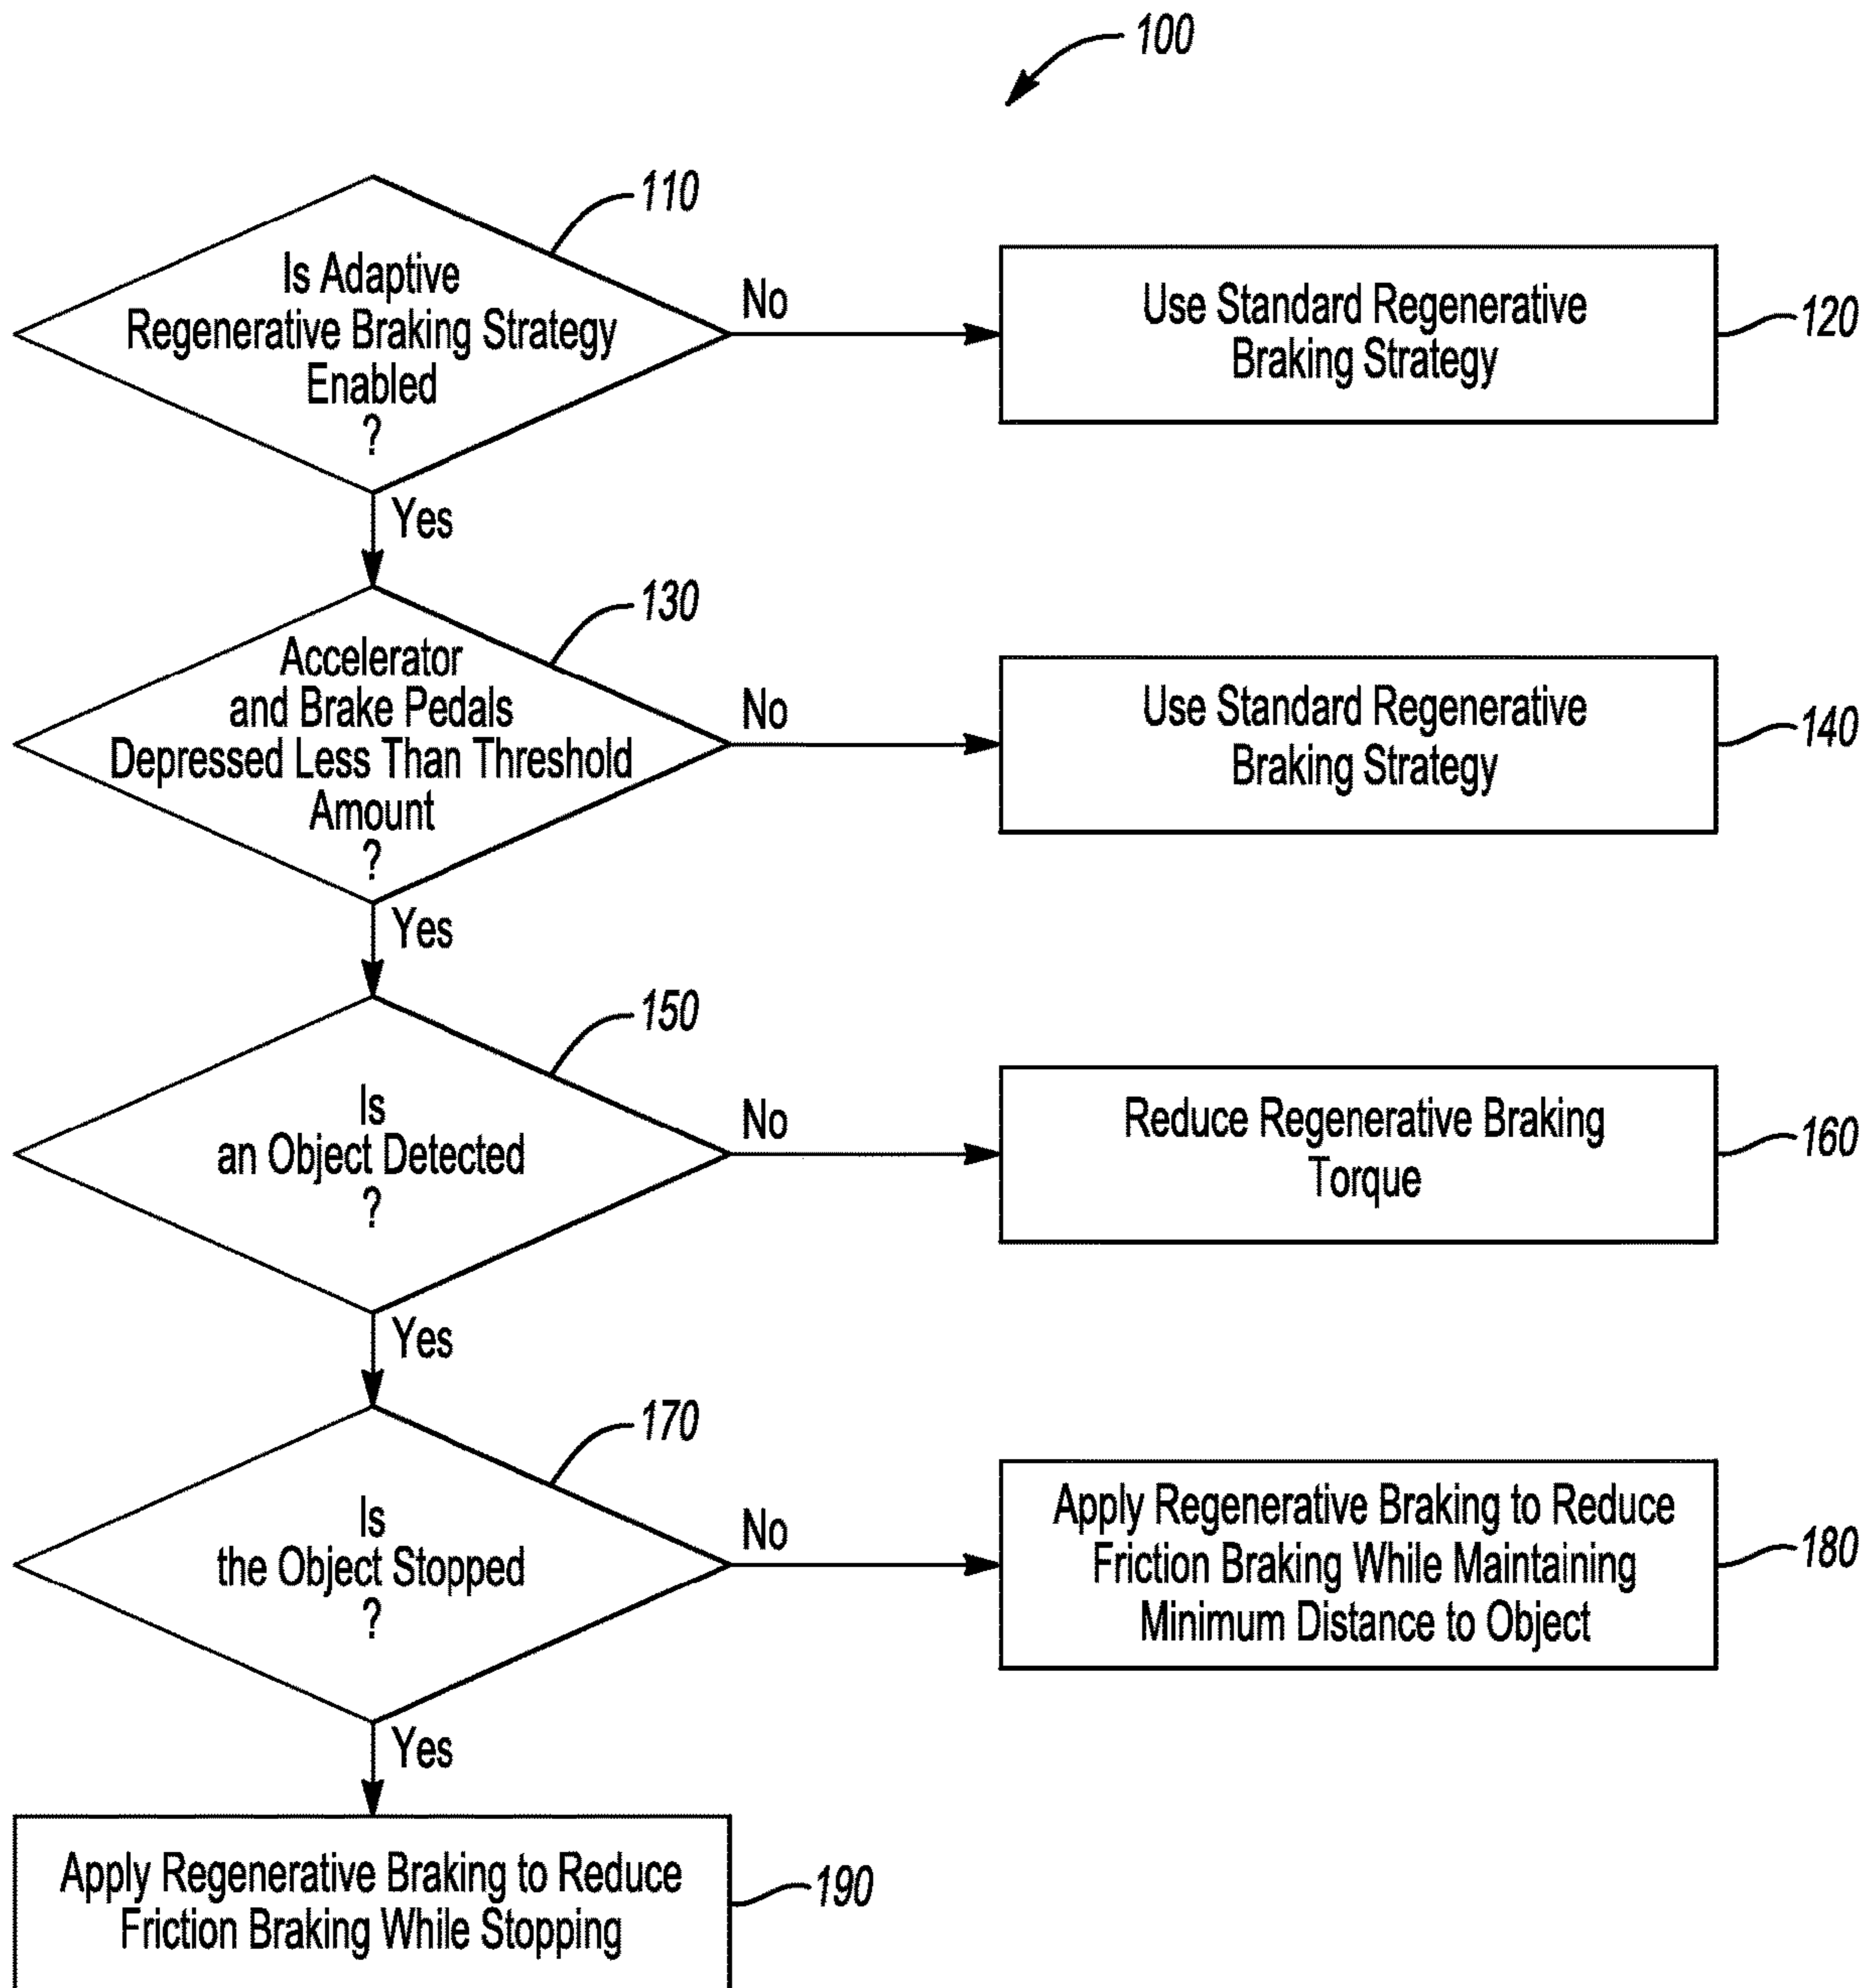 100
110
Is Adaptive
Regenerative Braking Strategy
Enabled
?
No
Use Standard Regenerative
Braking Strategy
120
Yes
130
Accelerator
and Brake Pedals
Depressed Less Than Threshold
Amount
?
No
Use Standard Regenerative
Braking Strategy
140
Yes
150
Is
an Object Detected
?
No
Reduce Regenerative Braking
Torque
160
Yes
170
Is
the Object Stopped
?
No
Apply Regenerative Braking to Reduce
Friction Braking While Maintaining
Minimum Distance to Object
180
Yes
Apply Regenerative Braking to Reduce
Friction Braking While Stopping
190